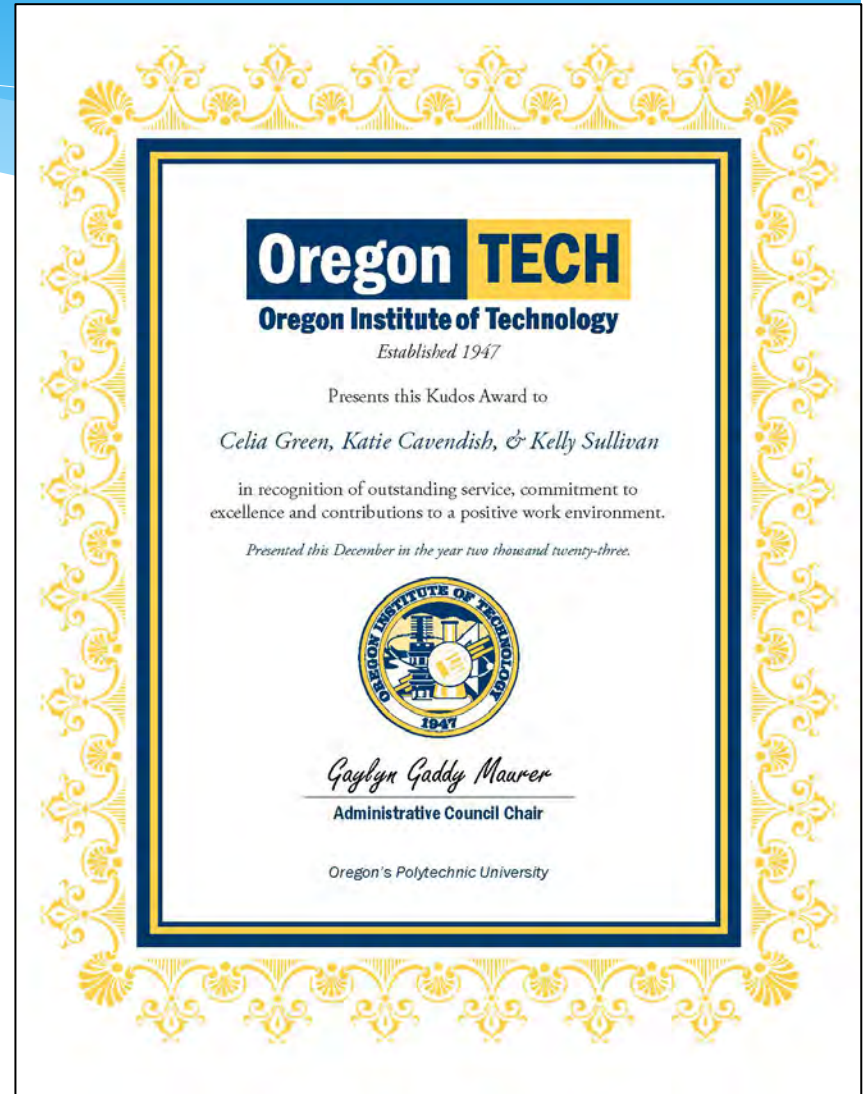 Oregon TECH
Oregon Institute of Technology
Established 1947
Presents this Kudos Award to
Celia Green, Katie Cavendish, & Kelly Sullivan
in recognition of outstanding service, commitment to
excellence and contributions to a positive work environment.
Presented this December in the year two thousand twenty-three.
OREGON INSTITUTE OF TECHNOLOGY
1947
Gaylyn Gaddy Maurer
Administrative Council Chair
Oregon's Polytechnic University